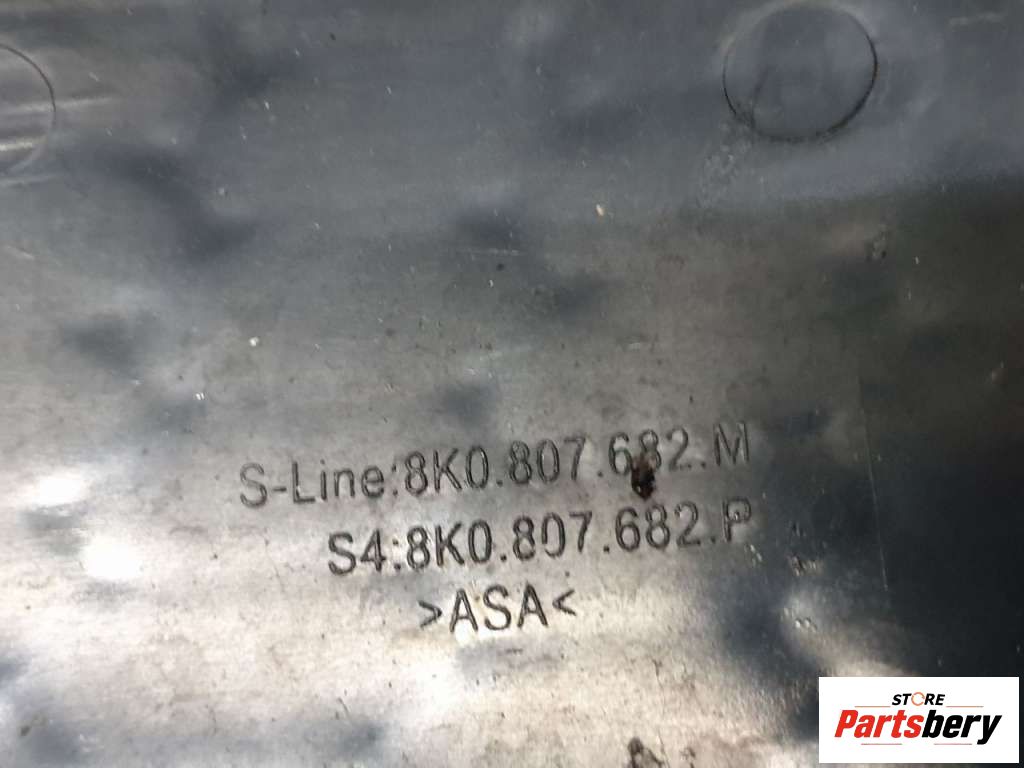 S-Line:8K0.807.682.M
S4:8K0.807.682.P
>ASA<
STORE
Partsbery